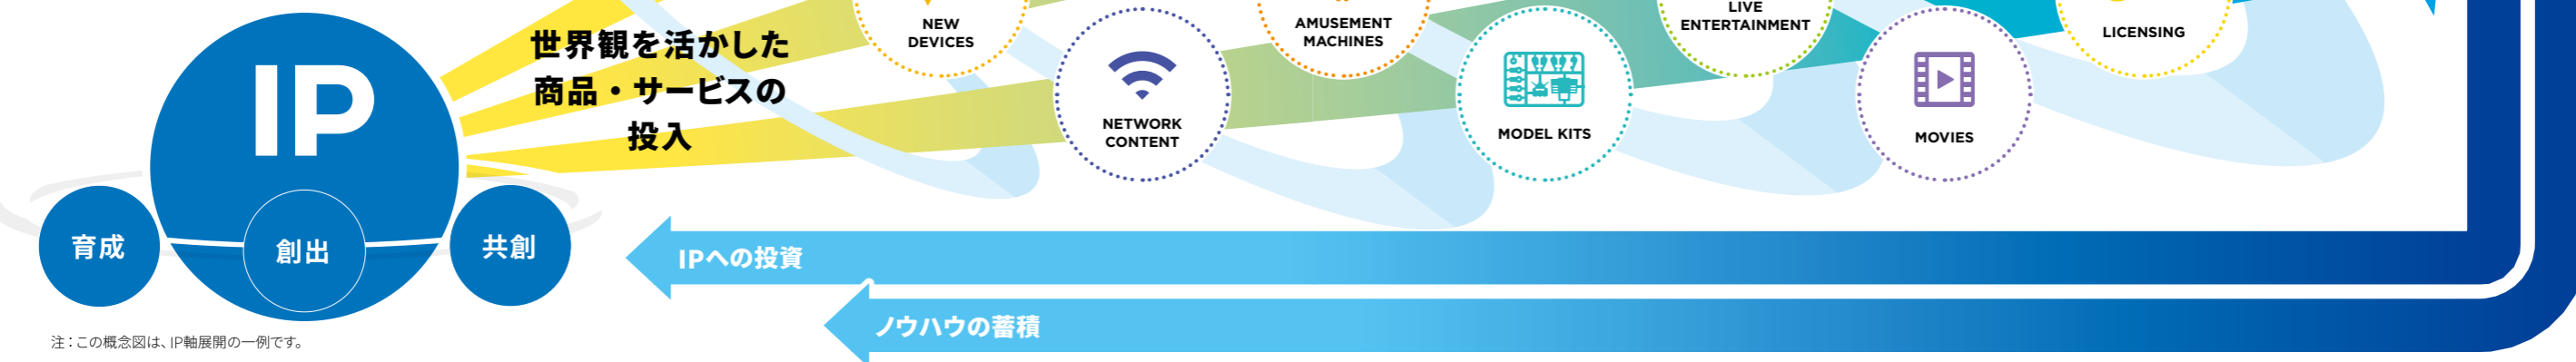 IP
育成
創出
共創
世界観を活かした
商品・サービスの
投入
NEW
DEVICES
NETWORK
CONTENT
AMUSEMENT
MACHINES
MODEL KITS
LIVE
ENTERTAINMENT
MOVIES
LICENSING
IPへの投資
ノウハウの蓄積
注：この概念図は、IP軸展開の一例です。